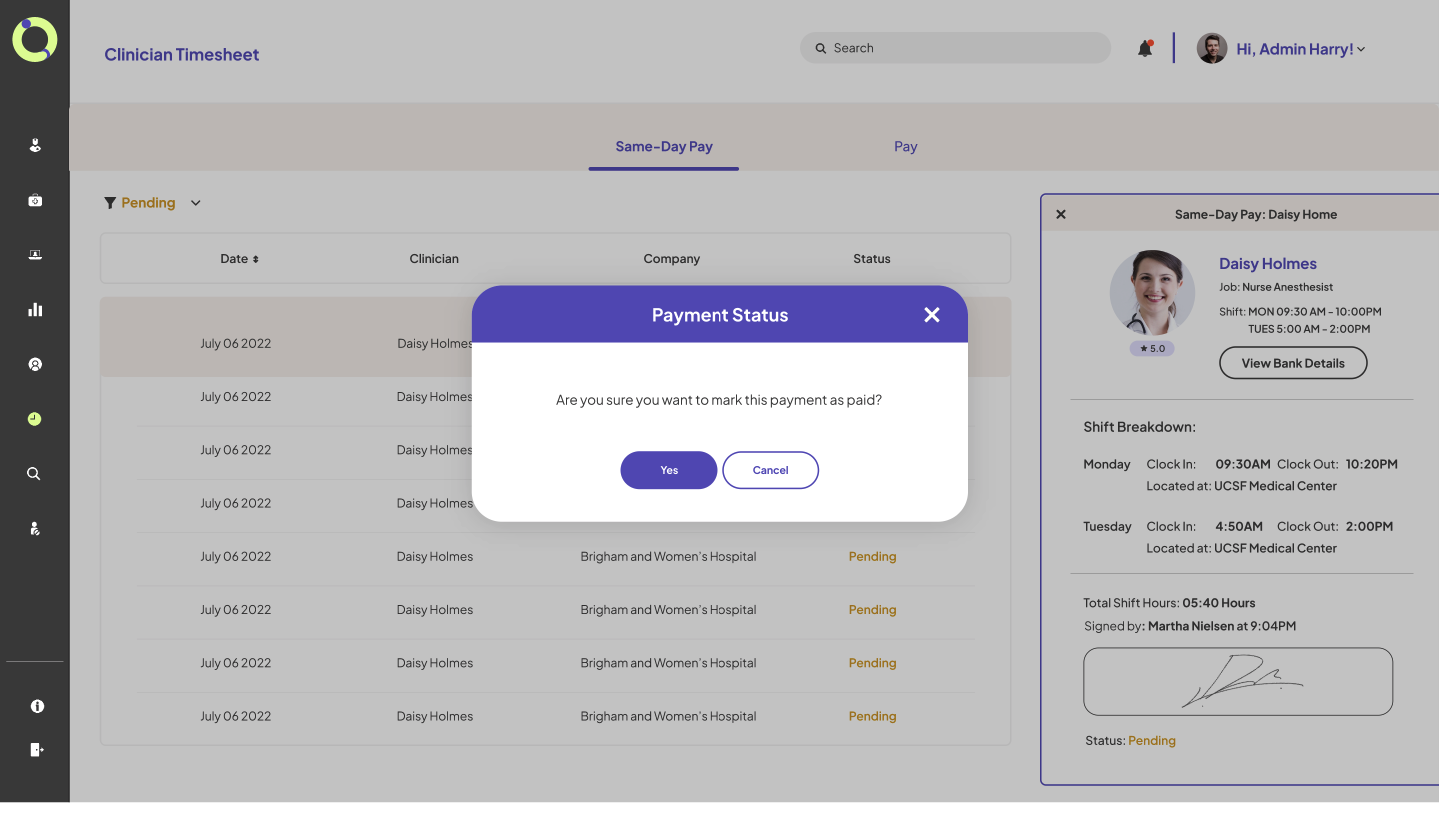 Clinician Timesheet
Search
Hi, Admin Harry!
Same-Day Pay
Pay
Pending
Date
Clinician
Company
Status
July 06 2022
Daisy Holmes
July 06 2022
Daisy Holmes
July 06 2022
Daisy Holmes
July 06 2022
Daisy Holmes
July 06 2022
Daisy Holmes
Brigham and Women's Hospital
Pending
July 06 2022
Daisy Holmes
Brigham and Women's Hospital
Pending
July 06 2022
Daisy Holmes
Brigham and Women's Hospital
Pending
July 06 2022
Daisy Holmes
Brigham and Women's Hospital
Pending
Payment Status
Are you sure you want to mark this payment as paid?
Yes
Cancel
Same-Day Pay: Daisy Home
Daisy Holmes
Job: Nurse Anesthesist
Shift: MON 09:30 AM - 10:00PM
TUES 5:00 AM - 2:00PM
★ 5.0
View Bank Details
Shift Breakdown:
Monday Clock In: 09:30AM Clock Out: 10:20PM
Located at: UCSF Medical Center
Tuesday Clock In: 4:50AM Clock Out: 2:00PM
Located at: UCSF Medical Center
Total Shift Hours: 05:40 Hours
Signed by: Martha Nielsen at 9:04PM
Status: Pending